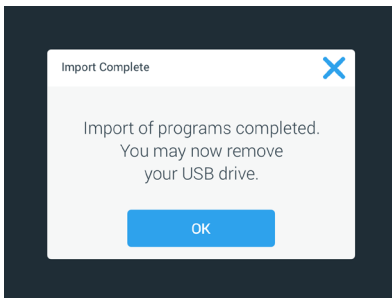 Import Complete
Import of programs completed.
You may now remove
your USB drive.
OK